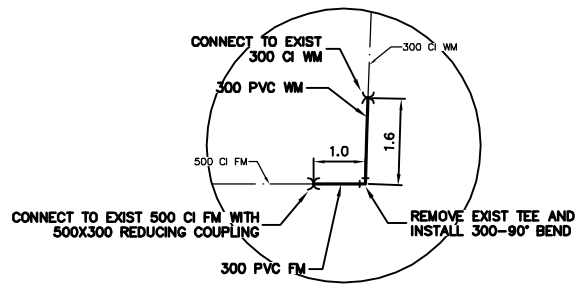 CONNECT TO EXIST
300 CI WM
300 CI WM
300 PVC WM
1.0
1.6
500 CI FM
CONNECT TO EXIST 500 CI FM WITH
500X300 REDUCING COUPLING
REMOVE EXIST TEE AND
INSTALL 300-90° BEND
300 PVC FM